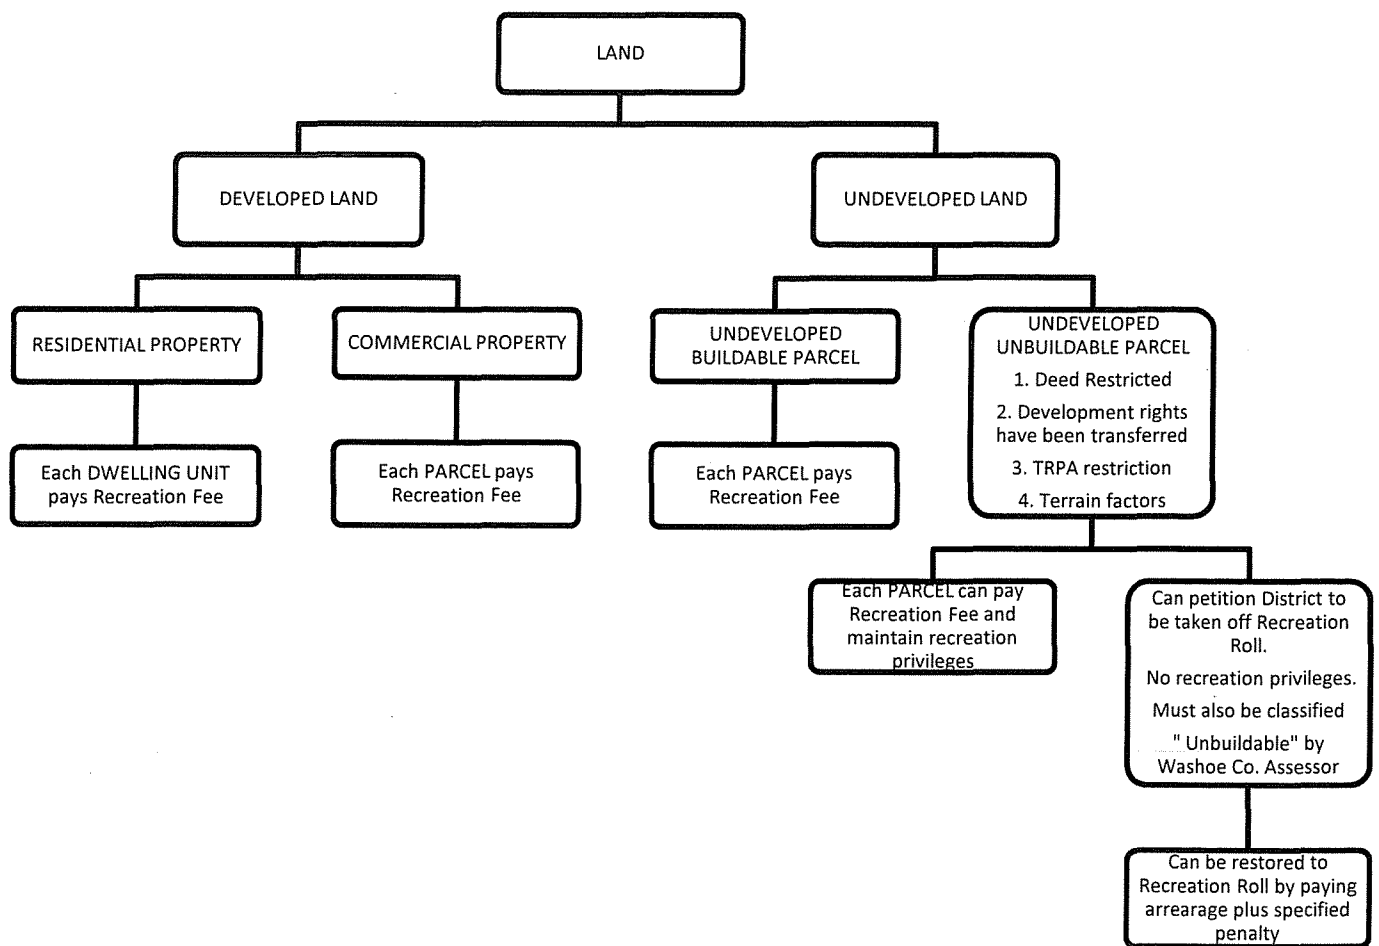 LAND
DEVELOPED LAND
UNDEVELOPED LAND
RESIDENTIAL PROPERTY
COMMERCIAL PROPERTY
UNDEVELOPED
BUILDABLE PARCEL
UNDEVELOPED
UNBUILDABLE PARCEL
1. Deed Restricted
2. Development rights
have been transferred
3. TRPA restriction
4. Terrain factors
Each DWELLING UNIT
pays Recreation Fee
Each PARCEL pays
Recreation Fee
Each PARCEL pays
Recreation Fee
Each PARCEL can pay
Recreation Fee and
maintain recreation
privileges
Can petition District to
be taken off Recreation
Roll.
No recreation privileges.
Must also be classified
" Unbuildable" by
Washoe Co. Assessor
Can be restored to
Recreation Roll by paying
arrearage plus specified
penalty